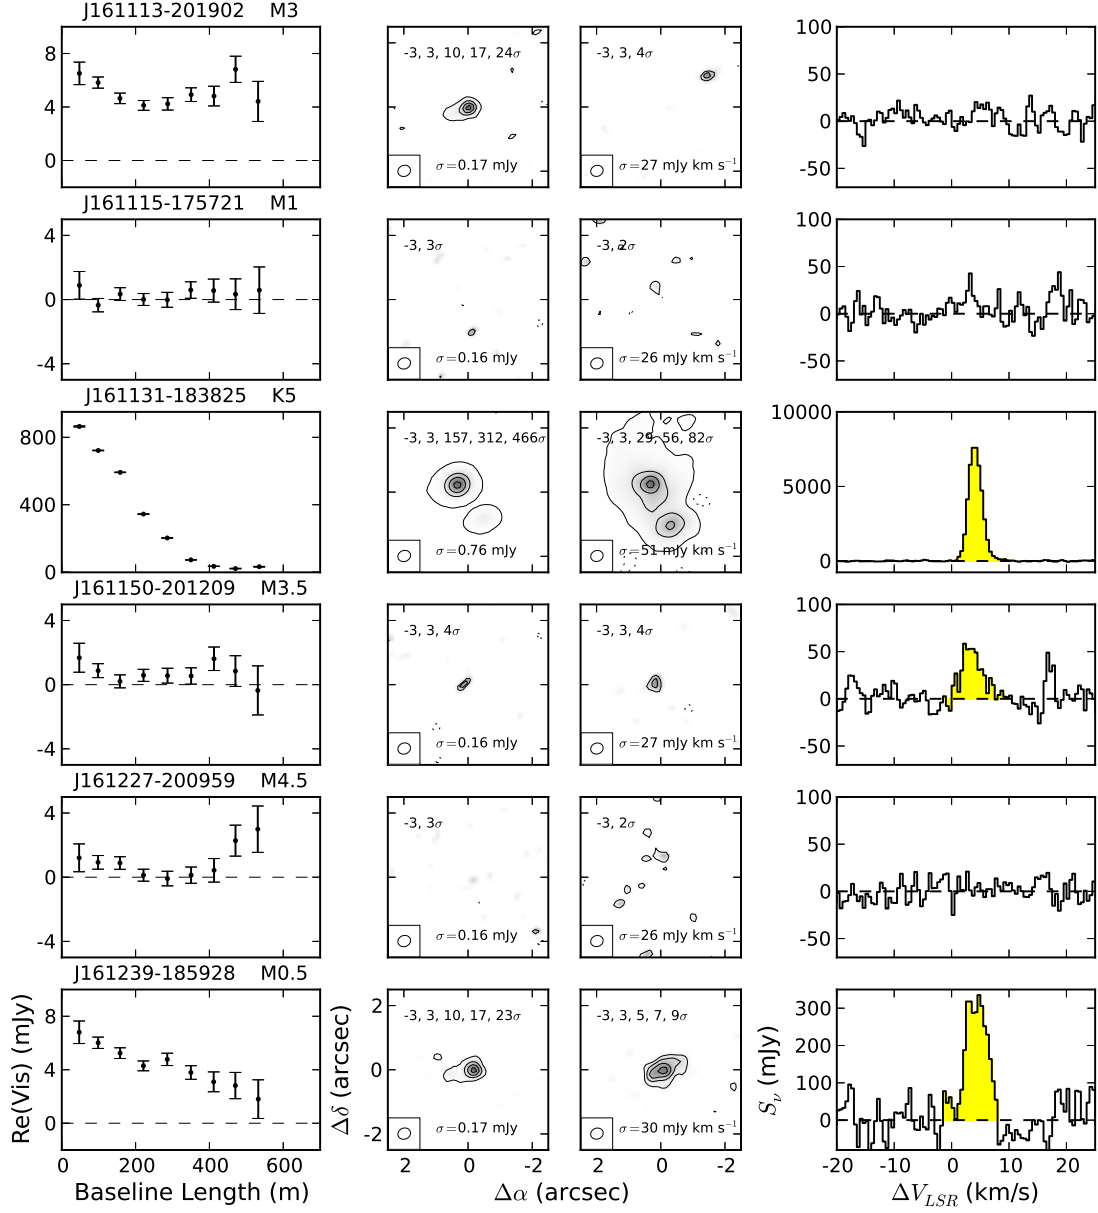 J161113-201902 M3
8
4
0
-3, 3, 10, 17, 24σ
σ=0.17 mJy
-3, 3, 4σ
σ=27 mJy km s⁻¹
100
50
0
-50
J161115-175721 M1
4
0
-4
-3, 3σ
σ=0.16 mJy
-3, 2σ
σ=26 mJy km s⁻¹
100
50
0
-50
J161131-183825 K5
800
400
0
-3, 3, 157, 312, 466σ
σ=0.76 mJy
-3, 3, 29, 56, 82σ
σ=51 mJy km s⁻¹
10000
5000
0
J161150-201209 M3.5
4
0
-4
-3, 3, 4σ
σ=0.16 mJy
-3, 3, 4σ
σ=27 mJy km s⁻¹
100
50
0
-50
J161227-200959 M4.5
4
0
-4
-3, 3σ
σ=0.16 mJy
-3, 2σ
σ=26 mJy km s⁻¹
100
50
0
-50
J161239-185928 M0.5
Re(Vis) (mJy)
8
4
0
0 200 400 600
Baseline Length (m)
Δδ (arcsec)
2
0
-2
-3, 3, 10, 17, 23σ
σ=0.17 mJy
2 0 -2
-3, 3, 5, 7, 9σ
σ=30 mJy km s⁻¹
2 0 -2
Δα (arcsec)
Sν (mJy)
300
200
100
0
-20 -10 0 10 20
ΔV_LSR (km/s)